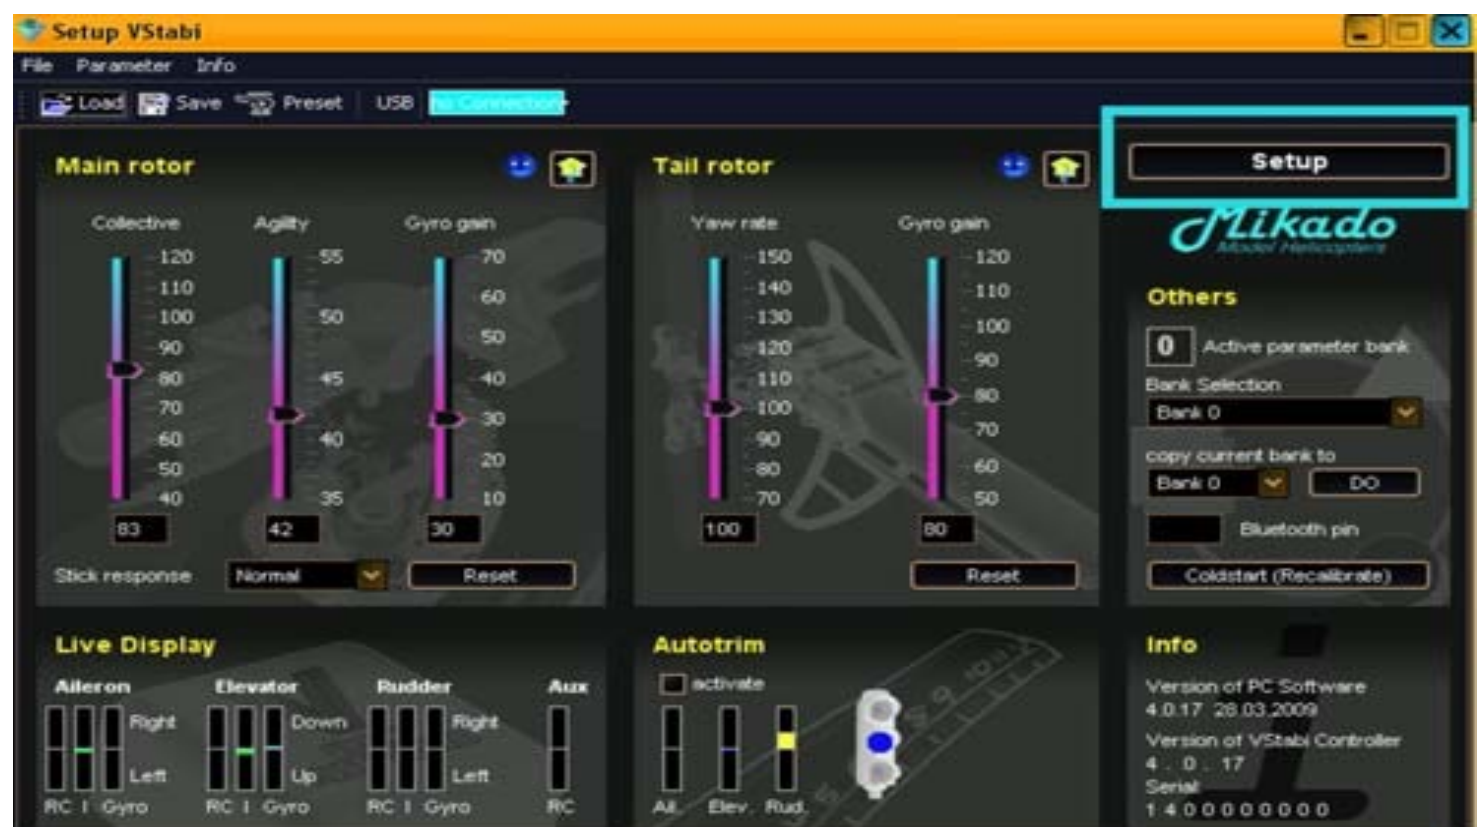 Setup VStabi
File Parameter Info
Load Save Preset USB no Connection
Main rotor
Collective Agility Gyro gain
120 55 70
110 60
100 50 50
90
80 45 40
70 30
60 40
50 20
40 35 10
83 42 30
Stick response Normal Reset
Tail rotor
Yaw rate Gyro gain
150 120
140 110
130 100
120 90
110 80
100
90 70
80 60
70 50
100 80
Reset
Setup
Mikado
Model Helicopters
Others
0 Active parameter bank
Bank Selection
Bank 0
copy current bank to
Bank 0 DO
Bluetooth pin
Coldstart (Recalibrate)
Live Display
Aileron Elevator Rudder Aux
Right Down Right
Left Up Left
RC I Gyro RC I Gyro RC I Gyro RC
Autotrim
activate
Ail. Elev. Rud.
Info
Version of PC Software
4.0.17 28.03.2009
Version of VStabi Controller
4 . 0 . 17
Serial:
1 4 0 0 0 0 0 0 0 0